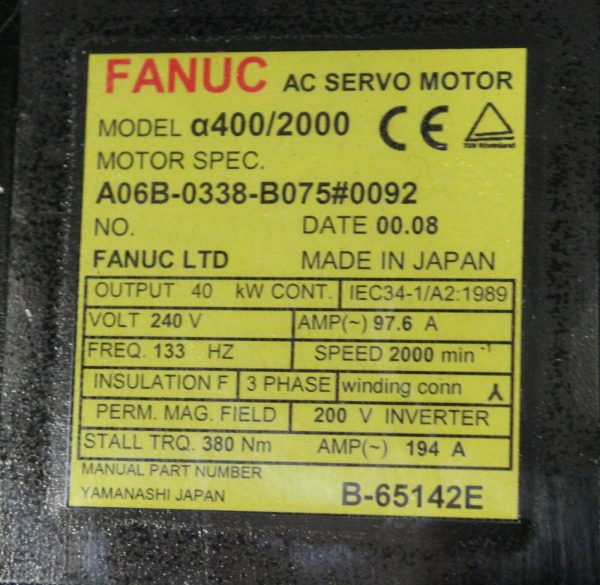 FANUC AC SERVO MOTOR
MODEL α400/2000 CE
TÜV Rheinland
MOTOR SPEC.
A06B-0338-B075#0092
NO. DATE 00.08
FANUC LTD MADE IN JAPAN
OUTPUT 40 kW CONT. IEC34-1/A2:1989
VOLT 240 V AMP(~) 97.6 A
FREQ. 133 HZ SPEED 2000 min⁻¹
INSULATION F 3 PHASE winding conn
PERM. MAG. FIELD 200 V INVERTER
STALL TRQ. 380 Nm AMP(~) 194 A
MANUAL PART NUMBER
YAMANASHI JAPAN B-65142E